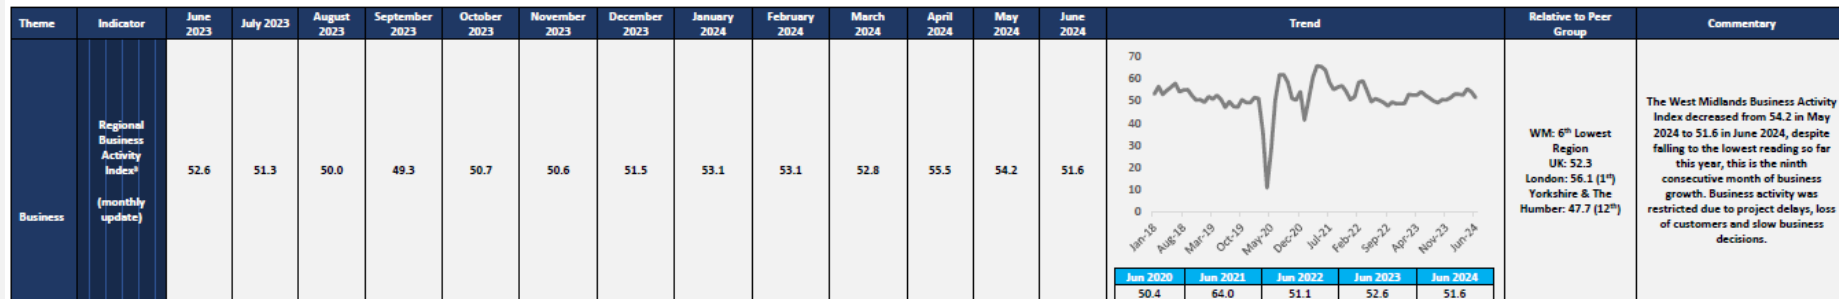 Theme
Indicator
June 2023
July 2023
August 2023
September 2023
October 2023
November 2023
December 2023
January 2024
February 2024
March 2024
April 2024
May 2024
June 2024
Trend
Relative to Peer Group
Commentary
Business
Regional
Business
Activity
Index⁸
(monthly
update)
52.6
51.3
50.0
49.3
50.7
50.6
51.5
53.1
53.1
52.8
55.5
54.2
51.6
70
60
50
40
30
20
10
0
Jan-18
Aug-18
Mar-19
Oct-19
May-20
Dec-20
Jul-21
Feb-22
Sep-22
Apr-23
Nov-23
Jun-24
Jun 2020 Jun 2021 Jun 2022 Jun 2023 Jun 2024
50.4 64.0 51.1 52.6 51.6
WM: 6th Lowest
Region
UK: 52.3
London: 56.1 (1st)
Yorkshire & The
Humber: 47.7 (12th)
The West Midlands Business Activity
Index decreased from 54.2 in May
2024 to 51.6 in June 2024, despite
falling to the lowest reading so far
this year, this is the ninth
consecutive month of business
growth. Business activity was
restricted due to project delays, loss
of customers and slow business
decisions.